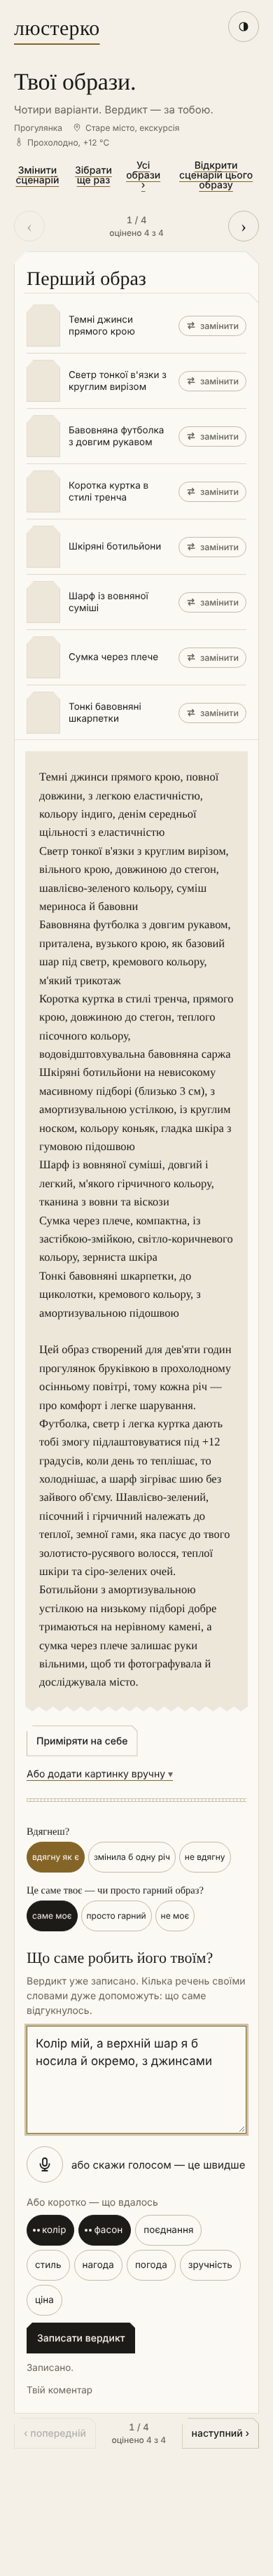 люстерко
Твої образи.
Чотири варіанти. Вердикт — за тобою.
Прогулянка Старе місто, екскурсія
Прохолодно, +12 °C
Змінити сценарій
Зібрати ще раз
Усі образи ›
Відкрити сценарій цього образу
‹
1 / 4
оцінено 4 з 4
›
Перший образ
Темні джинси
прямого крою
замінити
Светр тонкої в'язки з
круглим вирізом
замінити
Бавовняна футболка
з довгим рукавом
замінити
Коротка куртка в
стилі тренча
замінити
Шкіряні ботильйони
замінити
Шарф із вовняної
суміші
замінити
Сумка через плече
замінити
Тонкі бавовняні
шкарпетки
замінити
Темні джинси прямого крою, повної
довжини, з легкою еластичністю,
кольору індиго, денім середньої
щільності з еластичністю
Светр тонкої в'язки з круглим вирізом,
вільного крою, довжиною до стегон,
шавлієво-зеленого кольору, суміш
мериноса й бавовни
Бавовняна футболка з довгим рукавом,
приталена, вузького крою, як базовий
шар під светр, кремового кольору,
м'який трикотаж
Коротка куртка в стилі тренча, прямого
крою, довжиною до стегон, теплого
пісочного кольору,
водовідштовхувальна бавовняна саржа
Шкіряні ботильйони на невисокому
масивному підборі (близько 3 см), з
амортизувальною устілкою, із круглим
носком, кольору коньяк, гладка шкіра з
гумовою підошвою
Шарф із вовняної суміші, довгий і
легкий, м'якого гірчичного кольору,
тканина з вовни та віскози
Сумка через плече, компактна, із
застібкою-змійкою, світло-коричневого
кольору, зерниста шкіра
Тонкі бавовняні шкарпетки, до
щиколотки, кремового кольору, з
амортизувальною підошвою
Цей образ створений для дев'яти годин
прогулянок бруківкою в прохолодному
осінньому повітрі, тому кожна річ —
про комфорт і легке шарування.
Футболка, светр і легка куртка дають
тобі змогу підлаштовуватися під +12
градусів, коли день то теплішає, то
холоднішає, а шарф зігріває шию без
зайвого об'єму. Шавлієво-зелений,
пісочний і гірчичний належать до
теплої, земної гами, яка пасує до твого
золотисто-русявого волосся, теплої
шкіри та сіро-зелених очей.
Ботильйони з амортизувальною
устілкою на низькому підборі добре
тримаються на нерівному камені, а
сумка через плече залишає руки
вільними, щоб ти фотографувала й
досліджувала місто.
Приміряти на себе
Або додати картинку вручну ▾
Вдягнеш?
вдягну як є змінила б одну річ не вдягну
Це саме твоє — чи просто гарний образ?
саме моє просто гарний не моє
Що саме робить його твоїм?
Вердикт уже записано. Кілька речень своїми
словами дуже допоможуть: що саме
відгукнулось.
Колір мій, а верхній шар я б
носила й окремо, з джинсами
або скажи голосом — це швидше
Або коротко — що вдалось
•• колір •• фасон поєднання
стиль нагода погода зручність
ціна
Записати вердикт
Записано.
Твій коментар
‹ попередній
1 / 4
оцінено 4 з 4
наступний ›